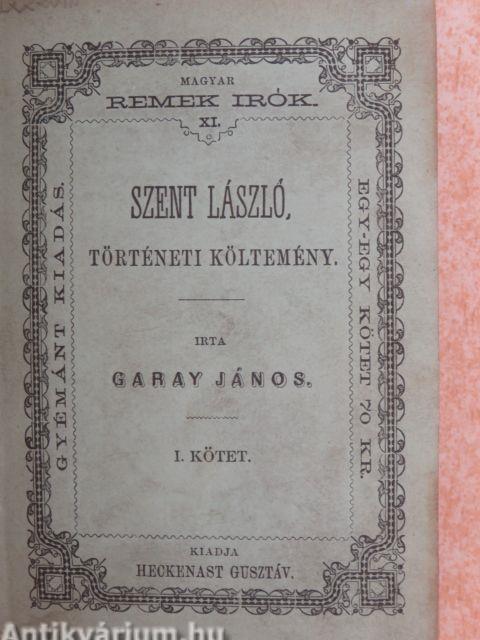 MAGYAR
REMEK IRÓK.
XI.
SZENT LÁSZLÓ,
TÖRTÉNETI KÖLTEMÉNY.
IRTA
GARAY JÁNOS.
I. KÖTET.
KIADJA
HECKENAST GUSZTÁV.
GYÉMÁNT KIADÁS.
EGY-EGY KÖTET 70 KR.
Antikvárium.hu